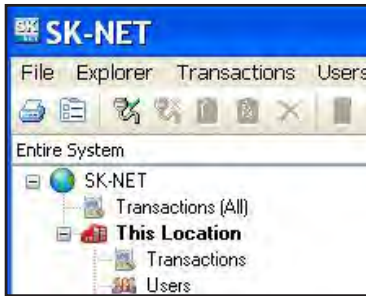 SK-NET
File Explorer Transactions Users
Entire System
SK-NET
Transactions (All)
This Location
Transactions
Users